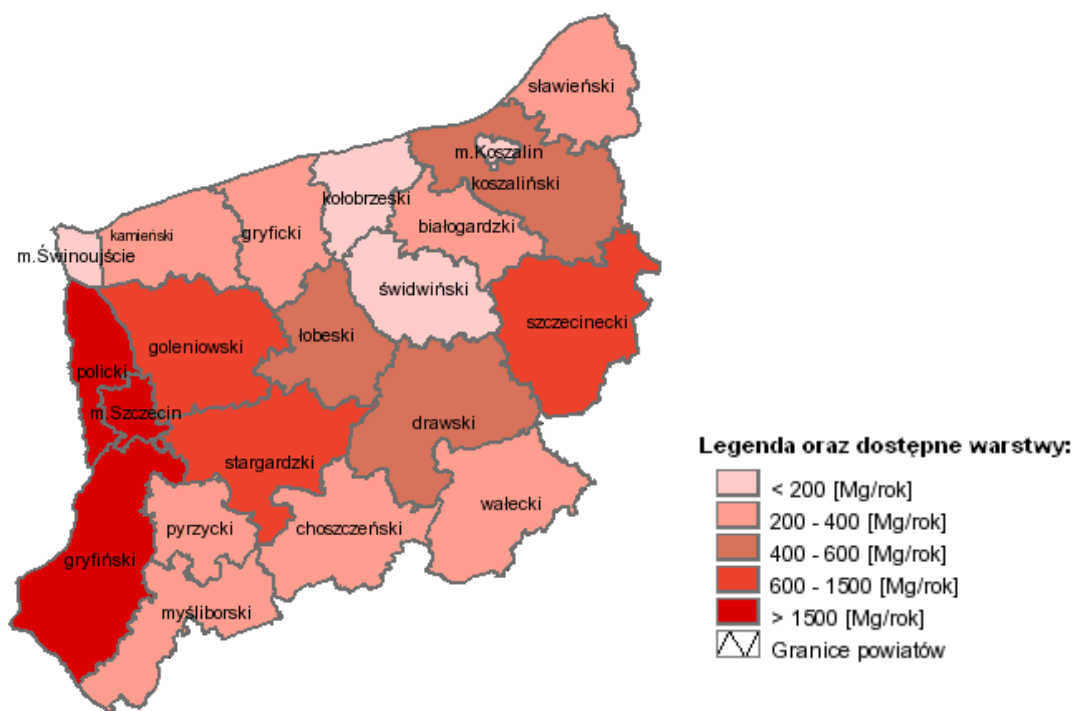 sławieński
m.Koszalin
koszaliński
kołobrzeski
białogardzki
kamieński
gryficki
m.Świnoujście
świdwiński
szczecinecki
łobeski
goleniowski
policki
m.Szczecin
drawski
stargardzki
wałecki
choszczeński
pyrzycki
gryfiński
myśliborski
Legenda oraz dostępne warstwy:
< 200 [Mg/rok]
200 - 400 [Mg/rok]
400 - 600 [Mg/rok]
600 - 1500 [Mg/rok]
> 1500 [Mg/rok]
Granice powiatów